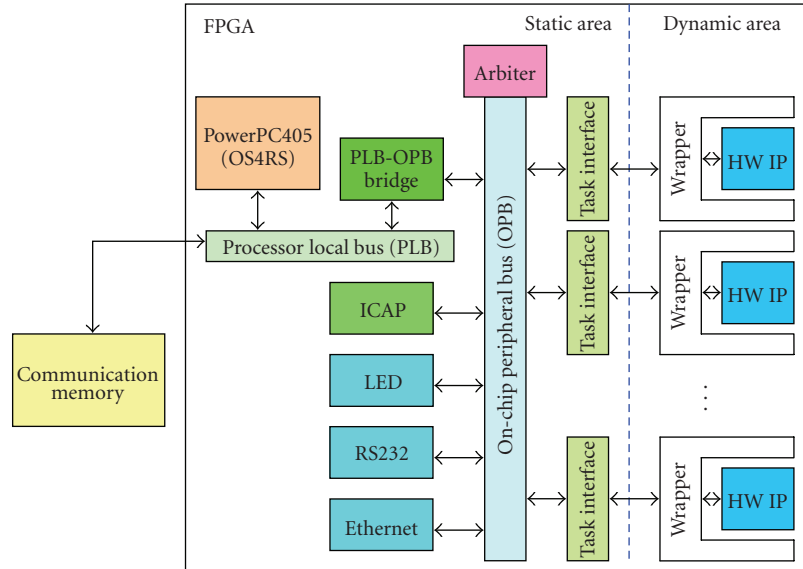 FPGA
Static area
Dynamic area
Arbiter
PowerPC405
(OS4RS)
PLB-OPB
bridge
Processor local bus (PLB)
On-chip peripheral bus (OPB)
Task interface
Wrapper
HW IP
Task interface
Wrapper
HW IP
ICAP
Communication
memory
LED
...
RS232
Ethernet
Task interface
Wrapper
HW IP